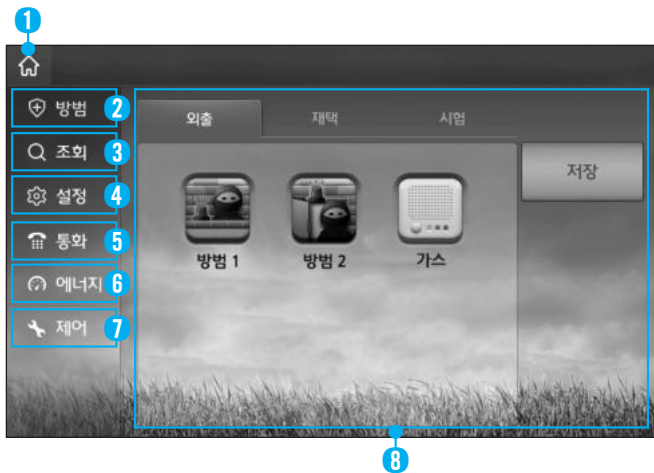 1
방범 2
조회 3
설정 4
통화 5
에너지 6
제어 7
외출 재택 시험
저장
방범 1 방범 2 가스
8